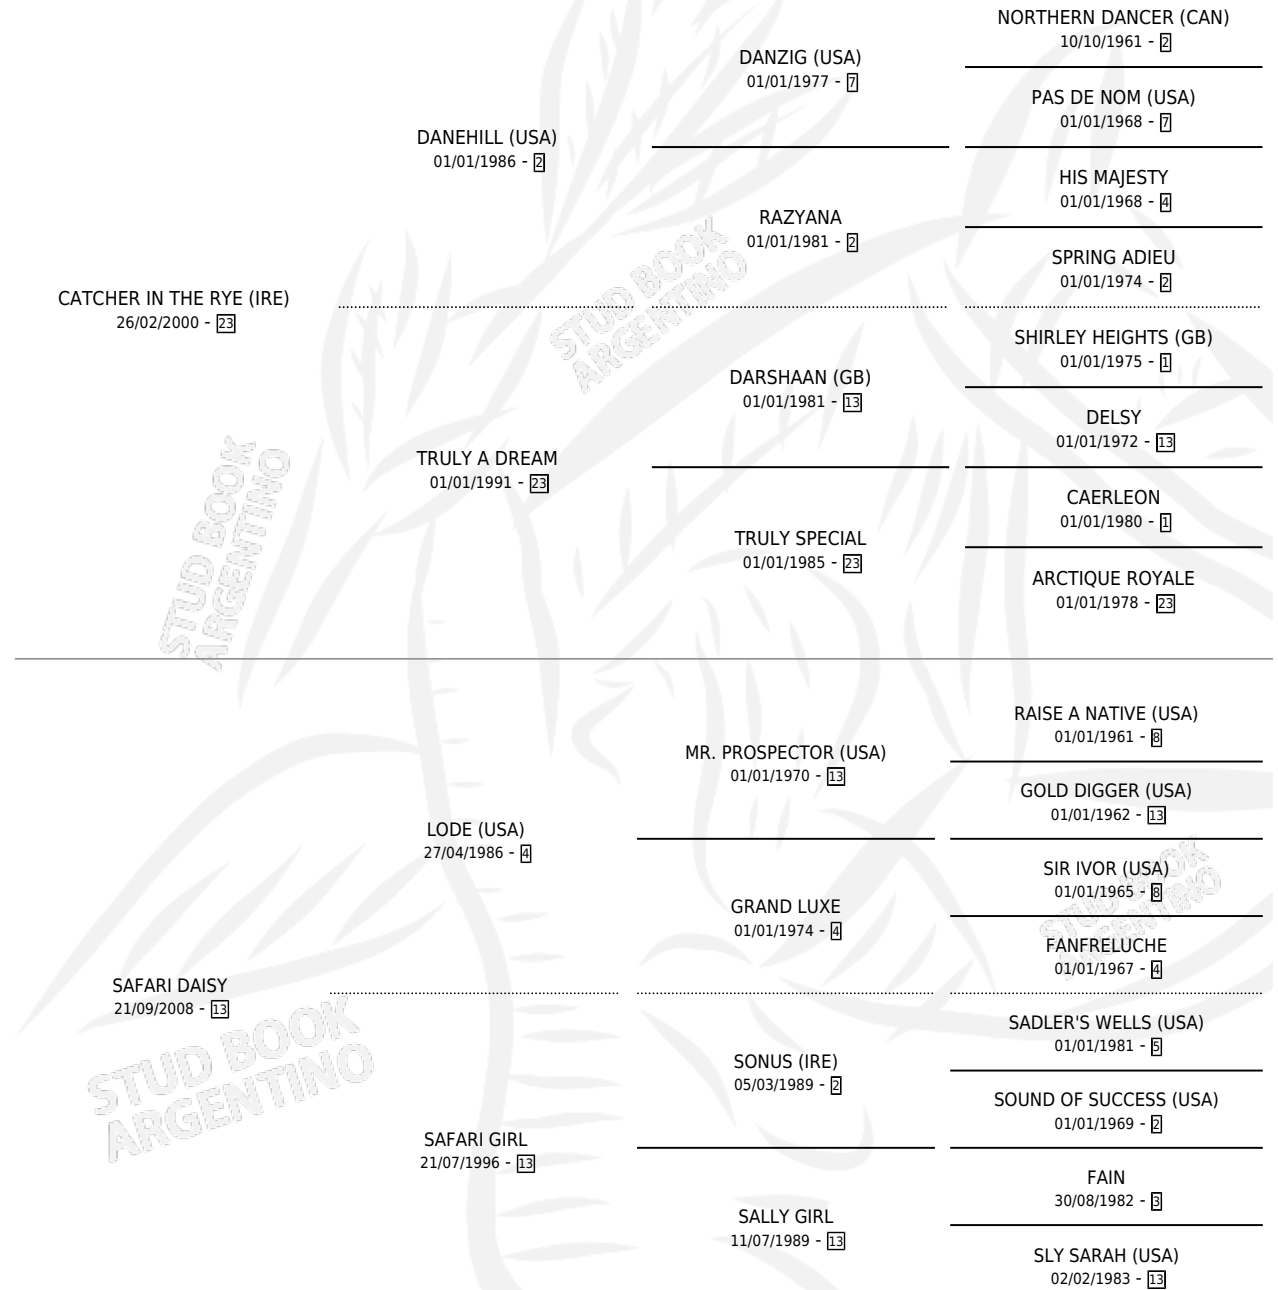 NORTHERN DANCER (CAN)
10/10/1961 - 2
DANZIG (USA)
01/01/1977 - 7
PAS DE NOM (USA)
01/01/1968 - 7
DANEHILL (USA)
01/01/1986 - 2
HIS MAJESTY
01/01/1968 - 4
RAZYANA
01/01/1981 - 2
SPRING ADIEU
01/01/1974 - 2
CATCHER IN THE RYE (IRE)
26/02/2000 - 23
SHIRLEY HEIGHTS (GB)
01/01/1975 - 1
DARSHAAN (GB)
01/01/1981 - 13
DELSY
01/01/1972 - 13
TRULY A DREAM
01/01/1991 - 23
CAERLEON
01/01/1980 - 1
TRULY SPECIAL
01/01/1985 - 23
ARCTIQUE ROYALE
01/01/1978 - 23
RAISE A NATIVE (USA)
01/01/1961 - 8
MR. PROSPECTOR (USA)
01/01/1970 - 13
GOLD DIGGER (USA)
01/01/1962 - 13
LODE (USA)
27/04/1986 - 4
SIR IVOR (USA)
01/01/1965 - 8
GRAND LUXE
01/01/1974 - 4
FANFRELUCHE
01/01/1967 - 4
SAFARI DAISY
21/09/2008 - 13
SADLER'S WELLS (USA)
01/01/1981 - 5
SONUS (IRE)
05/03/1989 - 2
SOUND OF SUCCESS (USA)
01/01/1969 - 2
SAFARI GIRL
21/07/1996 - 13
FAIN
30/08/1982 - 3
SALLY GIRL
11/07/1989 - 13
SLY SARAH (USA)
02/02/1983 - 13
STUD BOOK
ARGENTINO
STUD BOOK
ARGENTINO
STUD BOOK
ARGENTINO
STUD BOOK
ARGENTINO